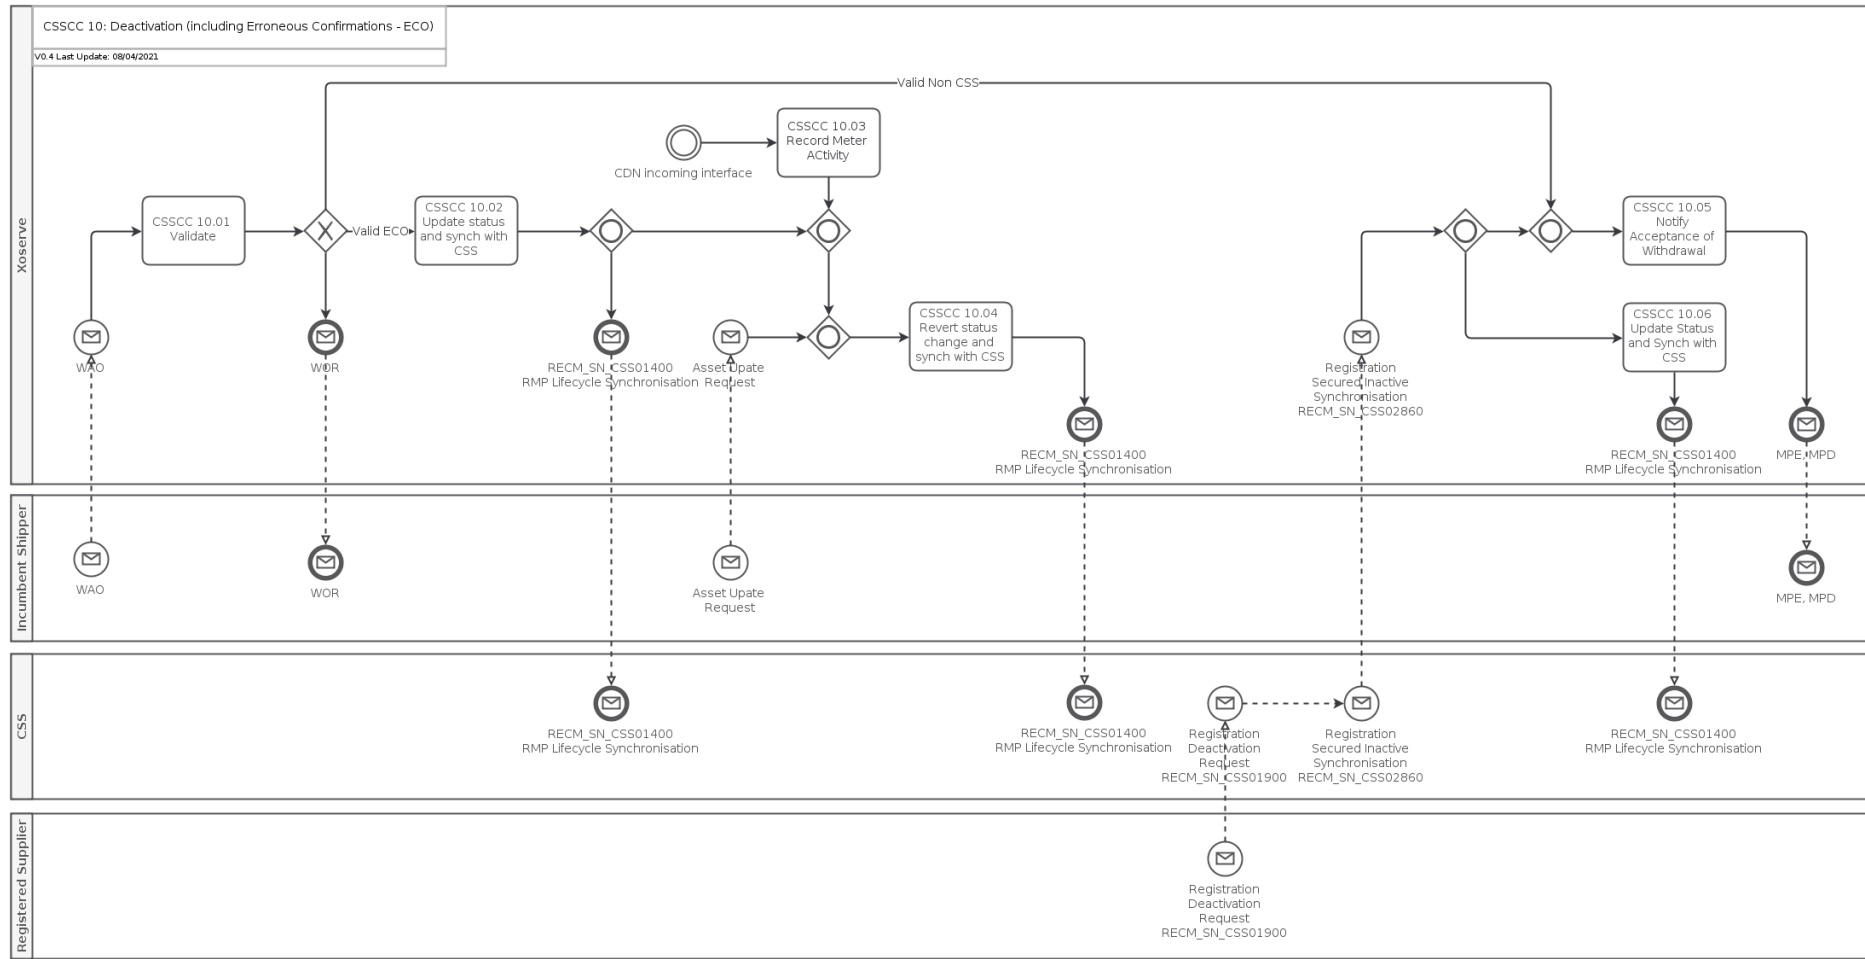 CSSCC 10: Deactivation (including Erroneous Confirmations - ECO)
V0.4 Last Update: 08/04/2021
Xoserve
Valid Non CSS
CSSCC 10.03
Record Meter
ACtivity
CDN incoming interface
CSSCC 10.01
Validate
Valid ECO
CSSCC 10.02
Update status
and synch with
CSS
CSSCC 10.05
Notify
Acceptance of
Withdrawal
CSSCC 10.04
Revert status
change and
synch with CSS
CSSCC 10.06
Update Status
and Synch with
CSS
WAO
WOR
RECM_SN_CSS01400
RMP Lifecycle Synchronisation
Asset Upate
Request
Registration
Secured Inactive
Synchronisation
RECM_SN_CSS02860
RECM_SN_CSS01400
RMP Lifecycle Synchronisation
RECM_SN_CSS01400
RMP Lifecycle Synchronisation
MPE, MPD
Incumbent Shipper
WAO
WOR
Asset Upate
Request
MPE, MPD
CSS
RECM_SN_CSS01400
RMP Lifecycle Synchronisation
RECM_SN_CSS01400
RMP Lifecycle Synchronisation
Registration
Deactivation
Request
RECM_SN_CSS01900
Registration
Secured Inactive
Synchronisation
RECM_SN_CSS02860
RECM_SN_CSS01400
RMP Lifecycle Synchronisation
Registered Supplier
Registration
Deactivation
Request
RECM_SN_CSS01900